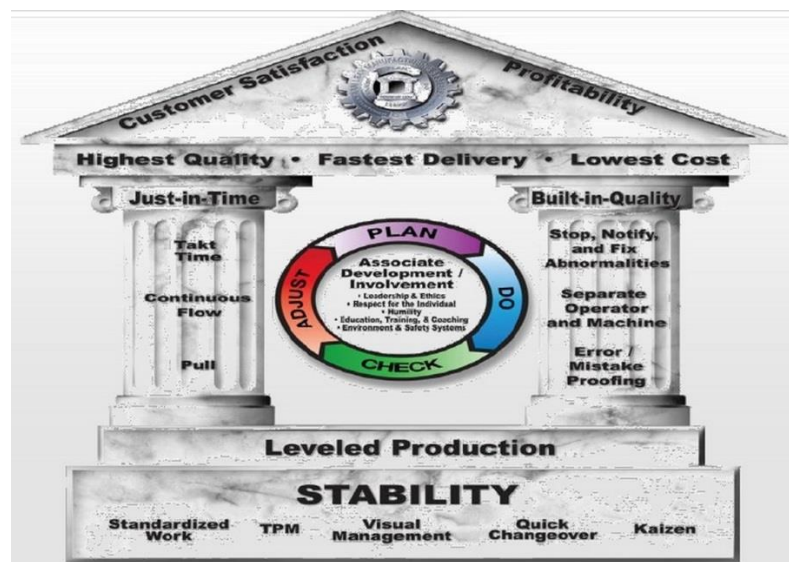 Customer Satisfaction
Profitability
Highest Quality • Fastest Delivery • Lowest Cost
Just-in-Time
Takt
Time
Continuous
Flow
Pull
PLAN
DO
CHECK
ADJUST
Associate
Development /
Involvement
• Leadership & Ethics
• Respect for the Individual
• Humility
• Education, Training, & Coaching
• Environment & Safety Systems
Built-in-Quality
Stop, Notify,
and Fix
Abnormalities
Separate
Operator
and Machine
Error /
Mistake
Proofing
Leveled Production
STABILITY
Standardized
Work
TPM
Visual
Management
Quick
Changeover
Kaizen